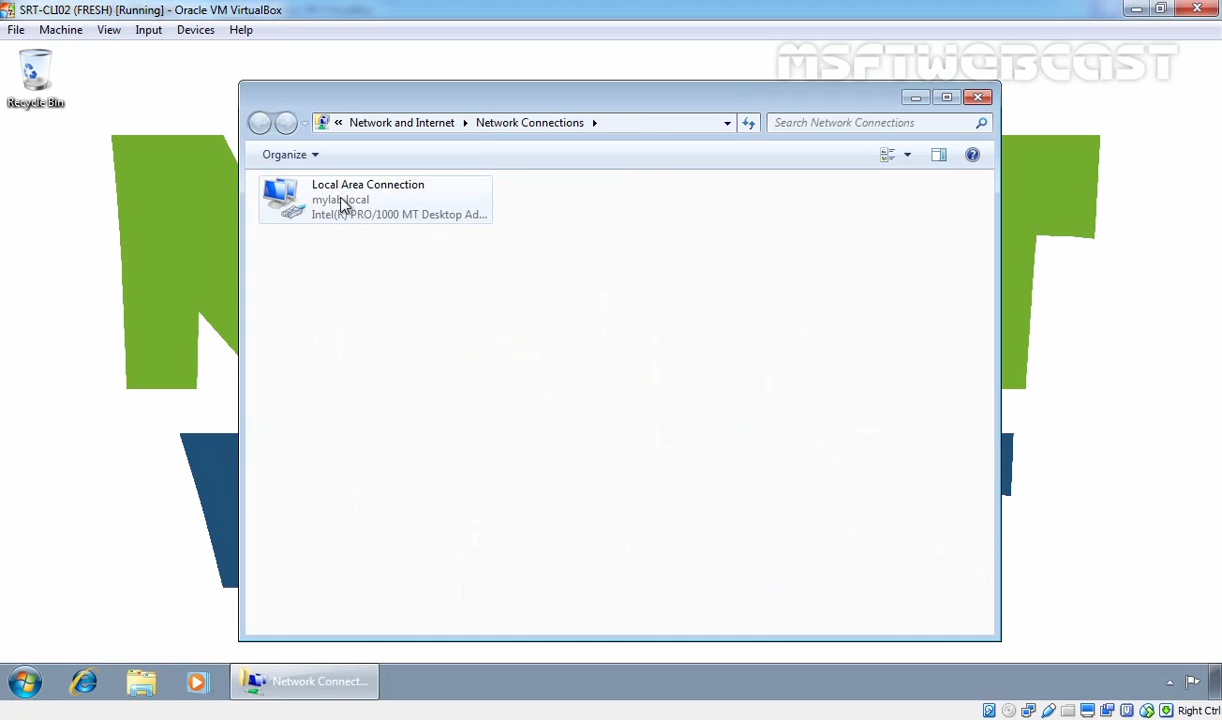 SRT-CLI02 (FRESH) [Running] - Oracle VM VirtualBox
File Machine View Input Devices Help
MSFTWEBCAST
Recycle Bin
« Network and Internet Network Connections
Search Network Connections
Organize
Local Area Connection
mylab.local
Intel(R) PRO/1000 MT Desktop Ad...
Network Connect...
Right Ctrl